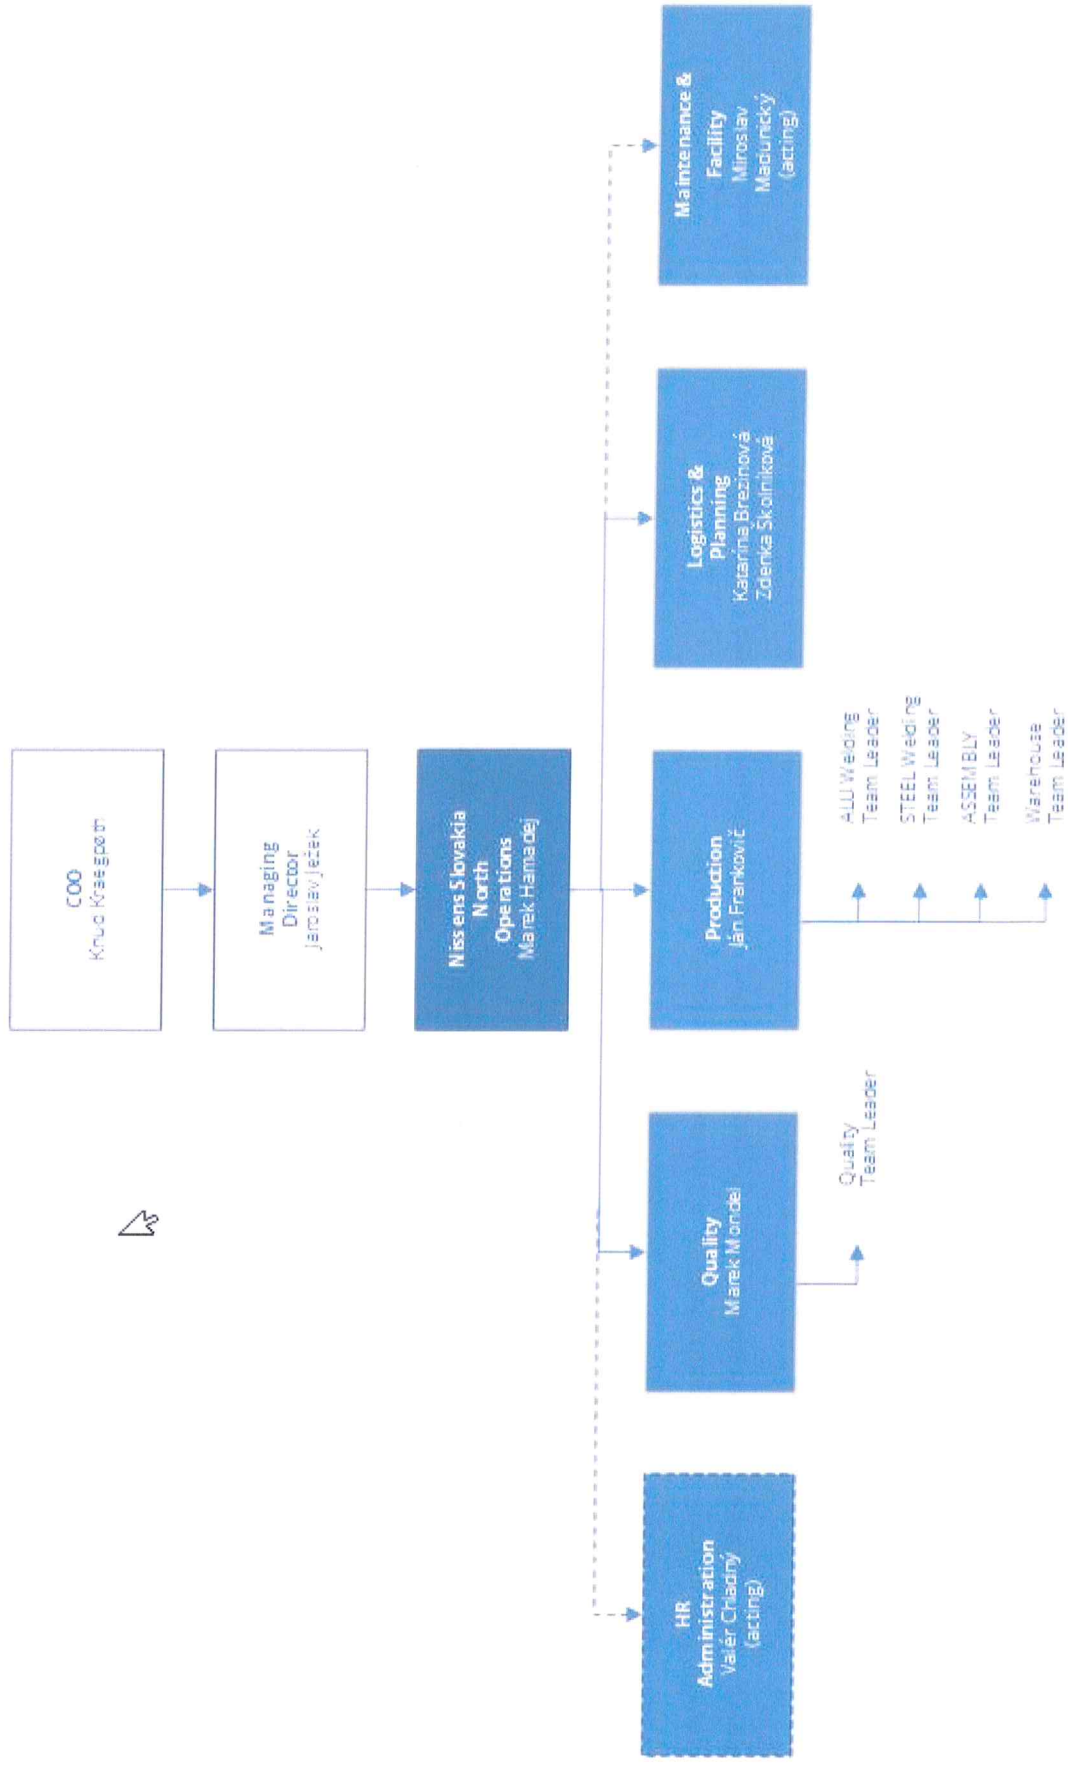 COO
Knud Kraegpøth
Managing
Director
Jaroslav Ježek
Nissens Slovakia
North
Operations
Marek Hamadej
HR
Administration
Valér Chladný
(acting)
Quality
Marek Mondel
Production
Ján Frankovič
Logistics &
Planning
Katarína Brezinová
Zdenka Školníková
Maintenance &
Facility
Miroslav
Madunický
(acting)
Quality
Team Leader
ALU Welding
Team Leader
STEEL Welding
Team Leader
ASSEMBLY
Team Leader
Warehouse
Team Leader